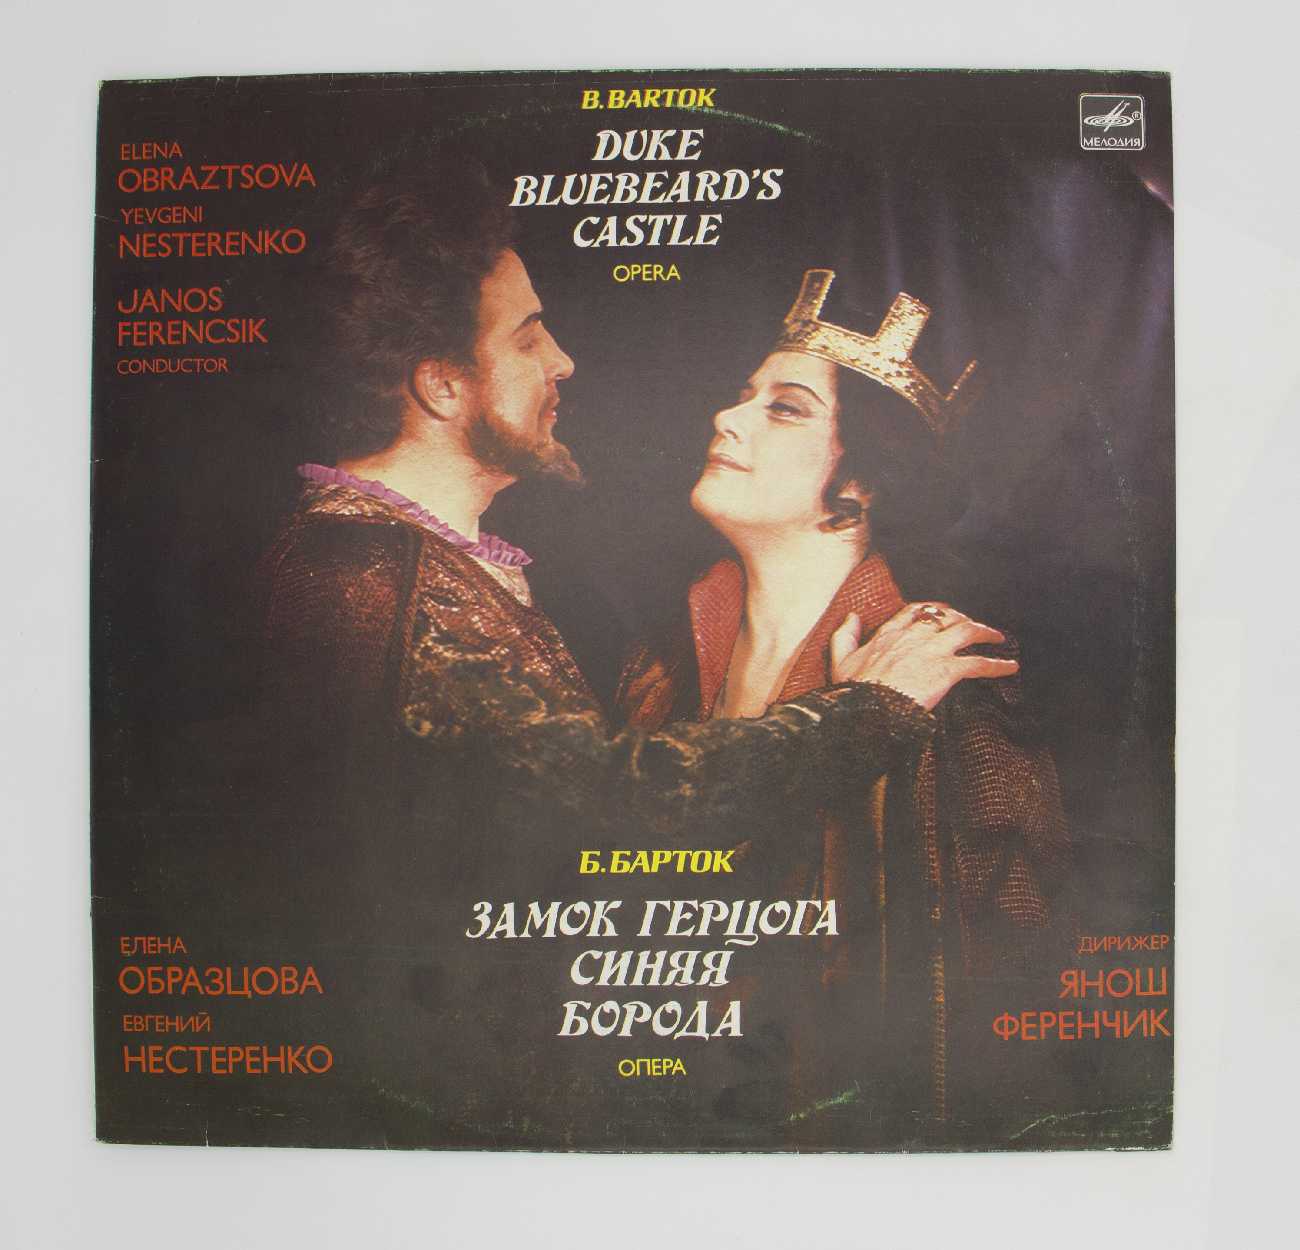 B.BARTOK
DUKE
BLUEBEARD'S
CASTLE
OPERA
МЕЛОДИЯ
®
ELENA
OBRAZTSOVA
YEVGENI
NESTERENKO
JANOS
FERENCSIK
CONDUCTOR
Б.БАРТОК
ЗАМОК ГЕРЦОГА
СИНЯЯ
БОРОДА
ОПЕРА
ЕЛЕНА
ОБРАЗЦОВА
ЕВГЕНИЙ
НЕСТЕРЕНКО
ДИРИЖЕР
ЯНОШ
ФЕРЕНЧИК